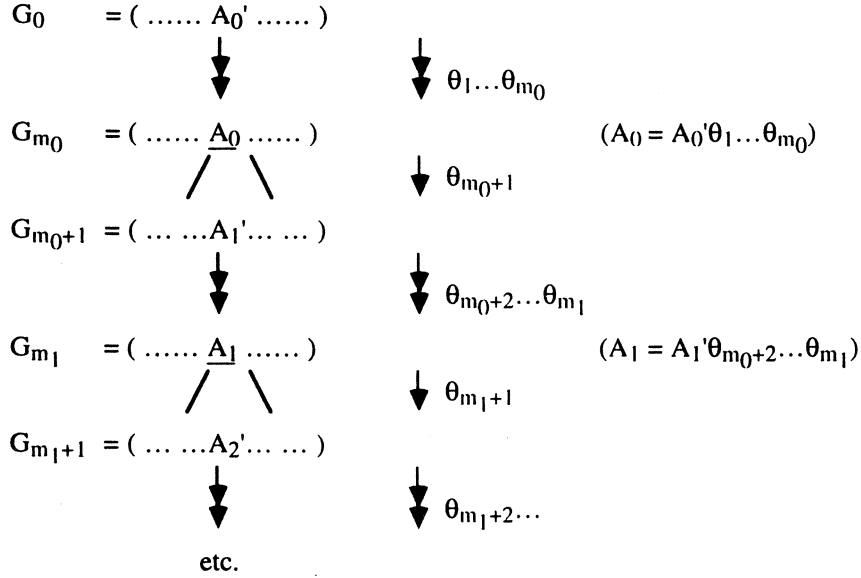 G₀ = ( …… A₀' …… )
θ₁…θₘ₀
Gₘ₀ = ( …… A₀ …… ) (A₀ = A₀'θ₁…θₘ₀)
θₘ₀₊₁
Gₘ₀₊₁ = ( … …A₁'… … )
θₘ₀₊₂…θₘ₁
Gₘ₁ = ( …… A₁ …… ) (A₁ = A₁'θₘ₀₊₂…θₘ₁)
θₘ₁₊₁
Gₘ₁₊₁ = ( … …A₂'… … )
θₘ₁₊₂…
etc.